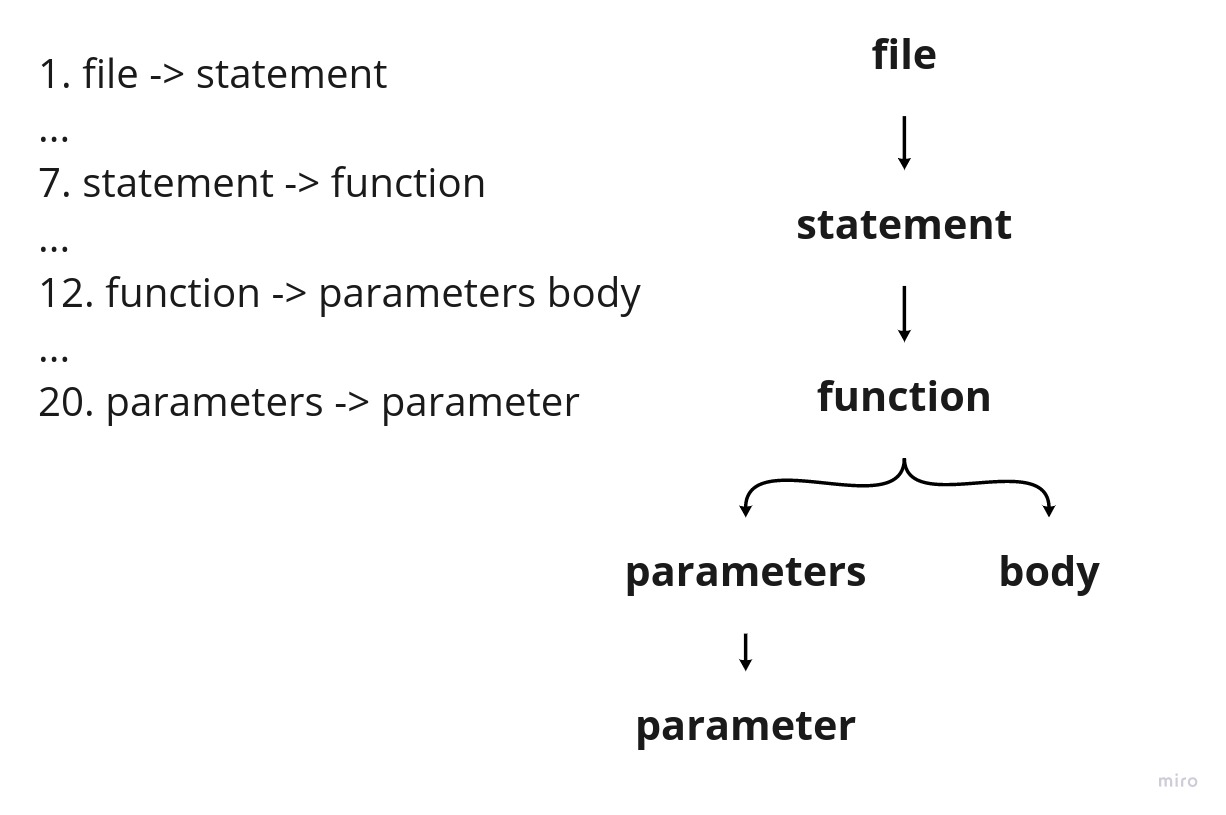 1. file -> statement
...
7. statement -> function
...
12. function -> parameters body
...
20. parameters -> parameter
file
statement
function
parameters body
parameter
miro